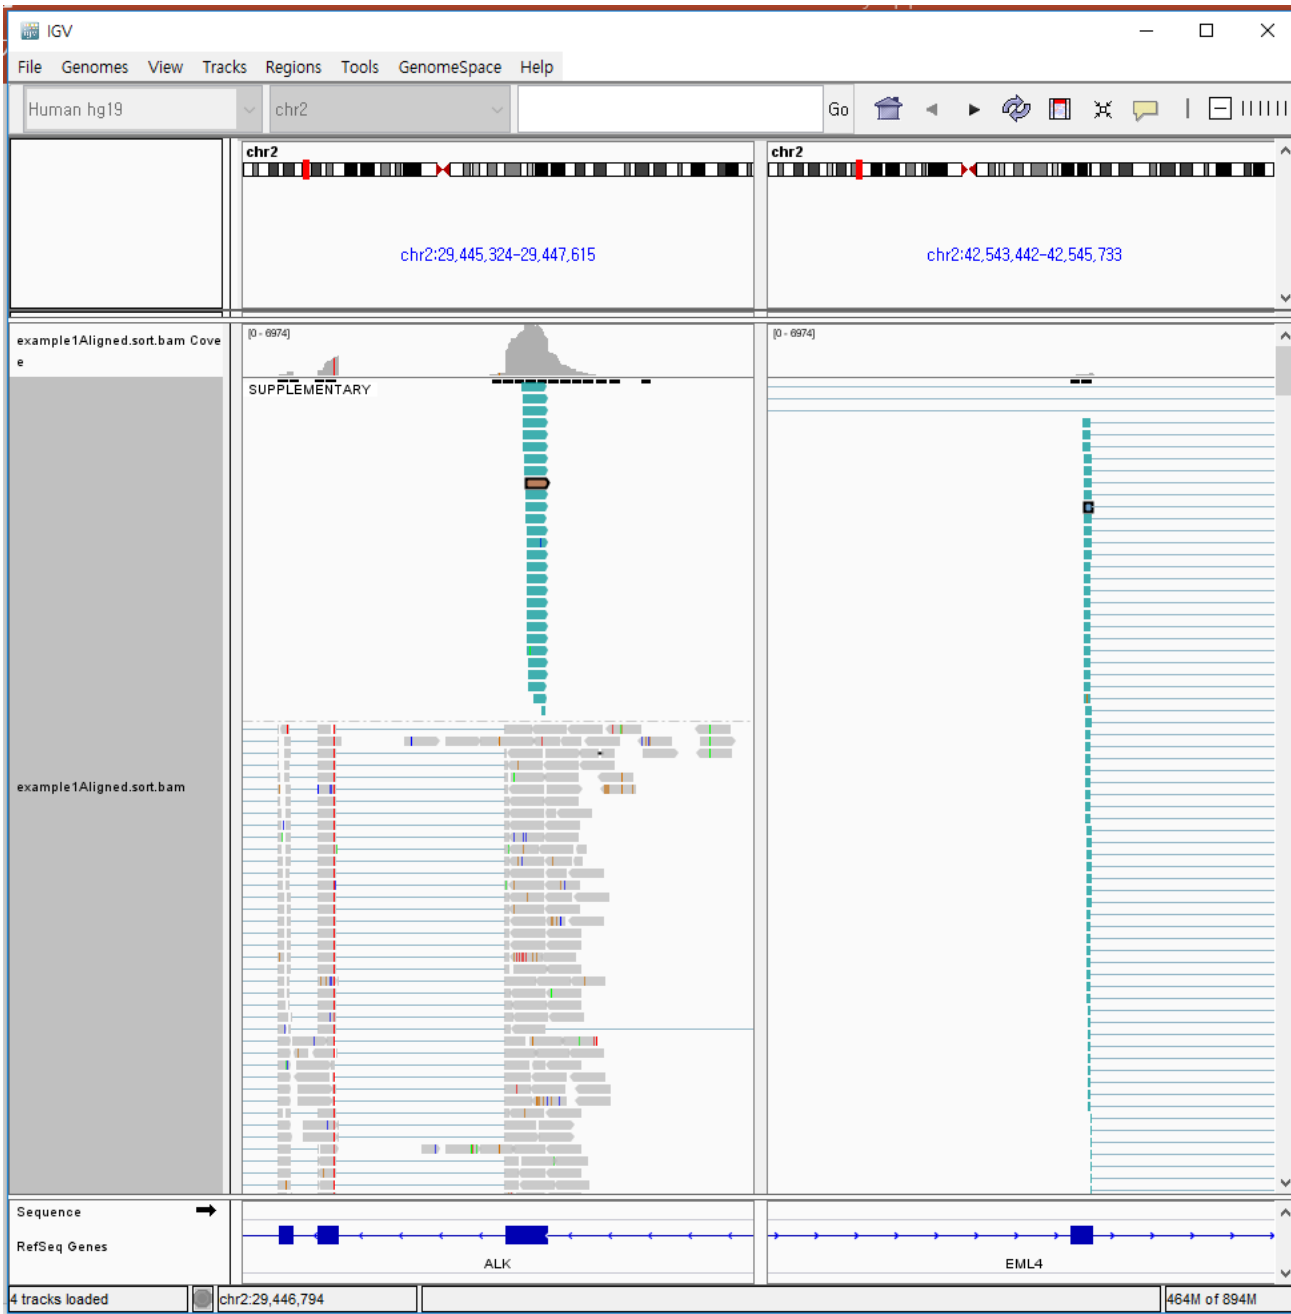 IGV
File Genomes View Tracks Regions Tools GenomeSpace Help
Human hg19 chr2 Go
chr2 chr2
chr2:29,445,324-29,447,615 chr2:42,543,442-42,545,733
example1Aligned.sort.bam Cove
e
[0 - 6974] [0 - 6974]
SUPPLEMENTARY
example1Aligned.sort.bam
Sequence
RefSeq Genes
ALK EML4
4 tracks loaded chr2:29,446,794 464M of 894M